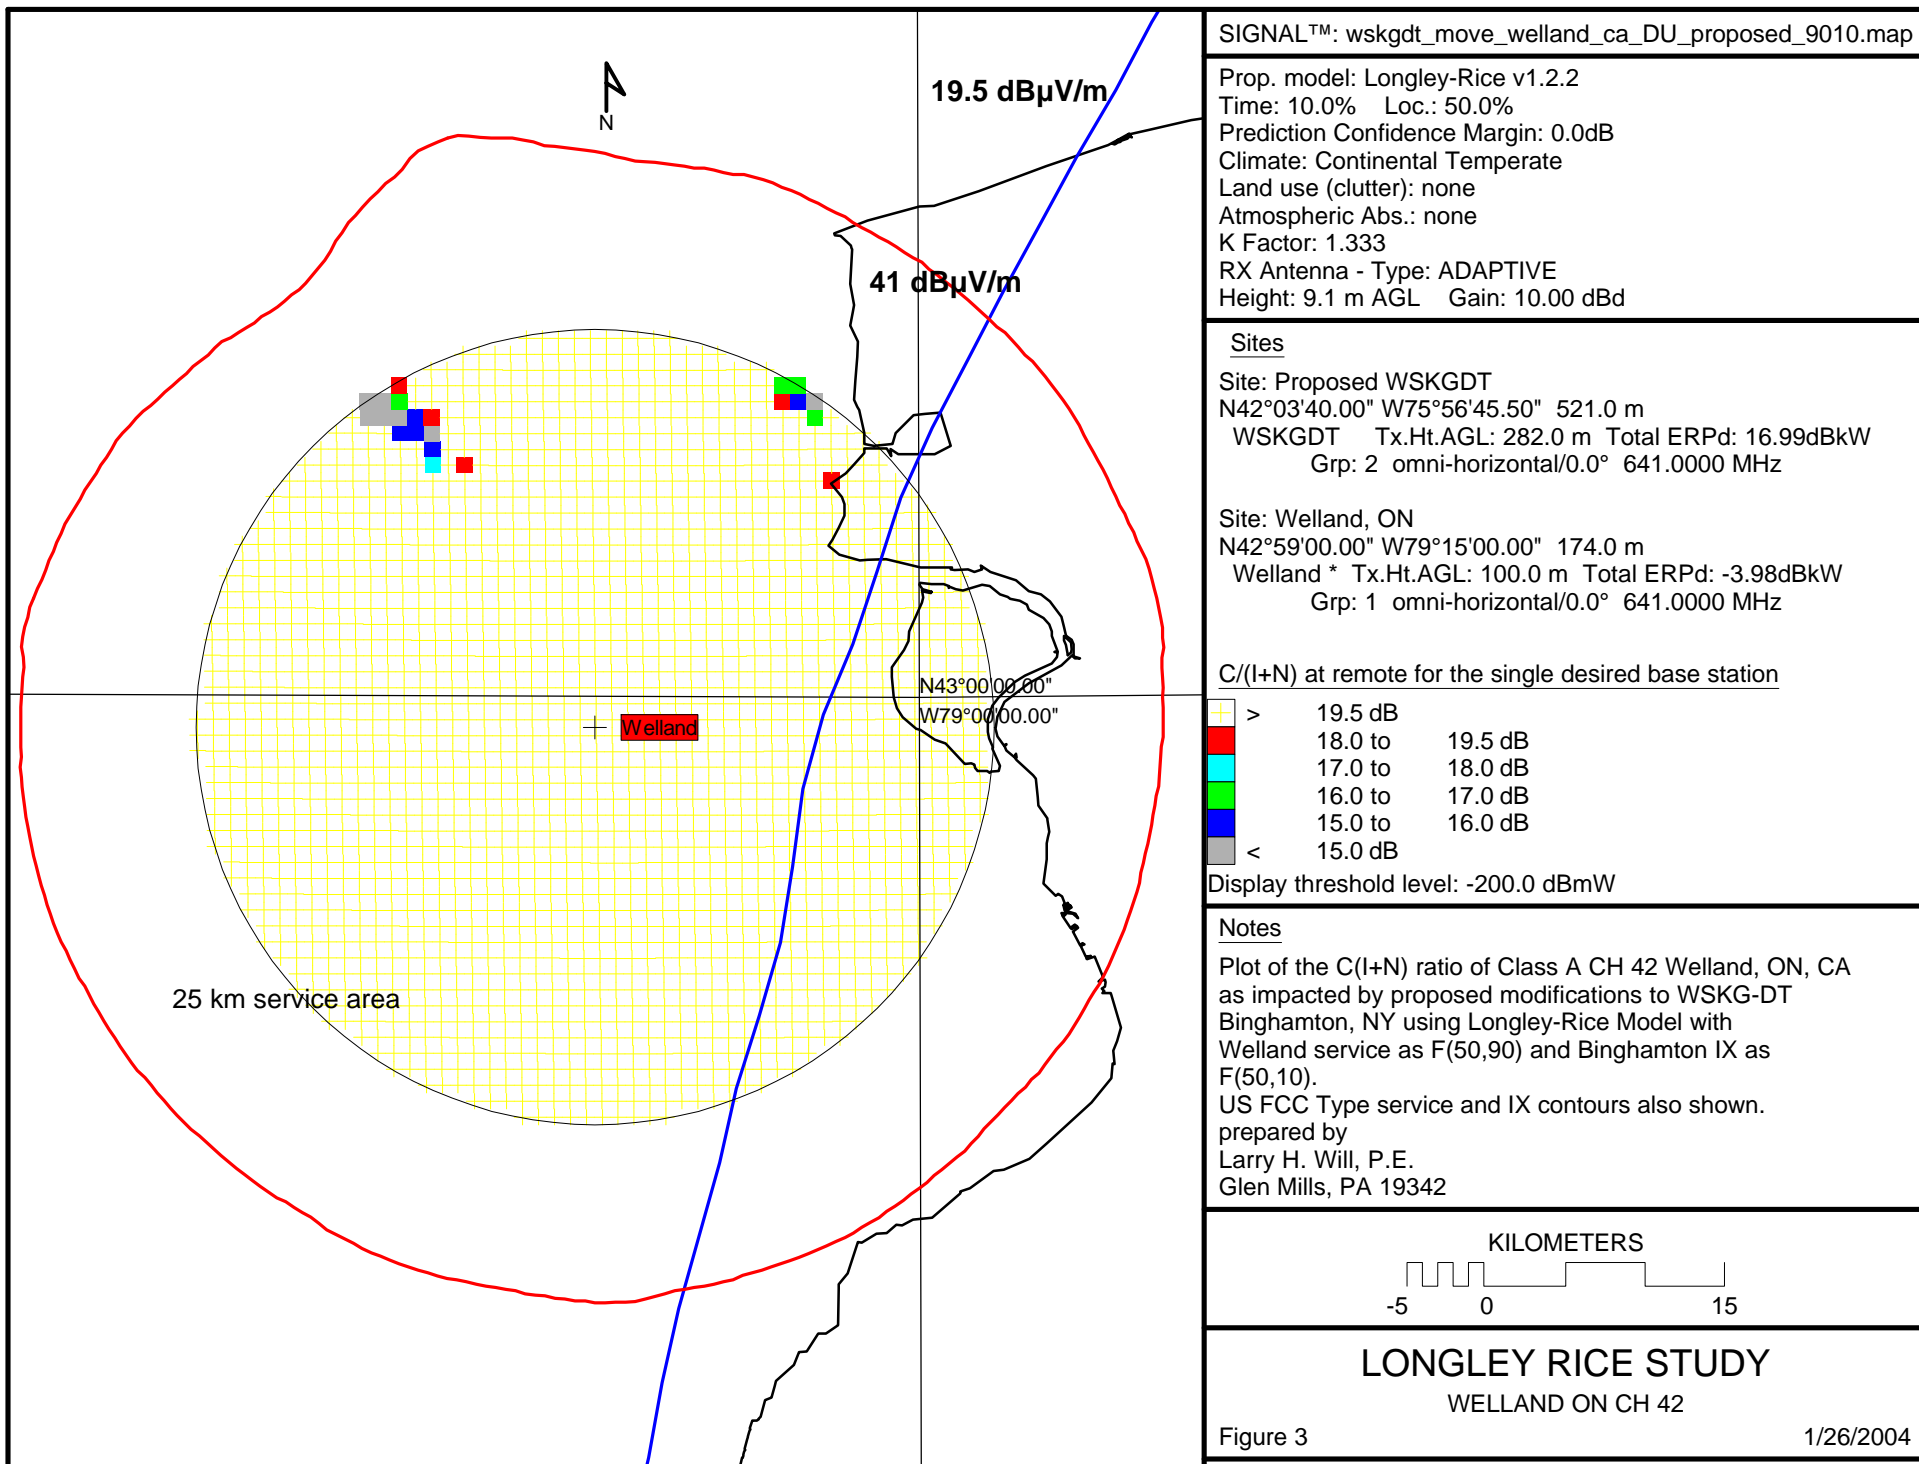 N
19.5 dBµV/m
41 dBµV/m
Welland
N43°00'00.00"
W79°00'00.00"
25 km service area
SIGNAL™: wskgdt_move_welland_ca_DU_proposed_9010.map
Prop. model: Longley-Rice v1.2.2
Time: 10.0% Loc.: 50.0%
Prediction Confidence Margin: 0.0dB
Climate: Continental Temperate
Land use (clutter): none
Atmospheric Abs.: none
K Factor: 1.333
RX Antenna - Type: ADAPTIVE
Height: 9.1 m AGL Gain: 10.00 dBd
Sites
Site: Proposed WSKGDT
N42°03'40.00" W75°56'45.50" 521.0 m
WSKGDT Tx.Ht.AGL: 282.0 m Total ERPd: 16.99dBkW
Grp: 2 omni-horizontal/0.0° 641.0000 MHz
Site: Welland, ON
N42°59'00.00" W79°15'00.00" 174.0 m
Welland * Tx.Ht.AGL: 100.0 m Total ERPd: -3.98dBkW
Grp: 1 omni-horizontal/0.0° 641.0000 MHz
C/(I+N) at remote for the single desired base station
> 19.5 dB
18.0 to 19.5 dB
17.0 to 18.0 dB
16.0 to 17.0 dB
15.0 to 16.0 dB
< 15.0 dB
Display threshold level: -200.0 dBmW
Notes
Plot of the C(I+N) ratio of Class A CH 42 Welland, ON, CA
as impacted by proposed modifications to WSKG-DT
Binghamton, NY using Longley-Rice Model with
Welland service as F(50,90) and Binghamton IX as
F(50,10).
US FCC Type service and IX contours also shown.
prepared by
Larry H. Will, P.E.
Glen Mills, PA 19342
KILOMETERS
-5 0 15
LONGLEY RICE STUDY
WELLAND ON CH 42
Figure 3 1/26/2004